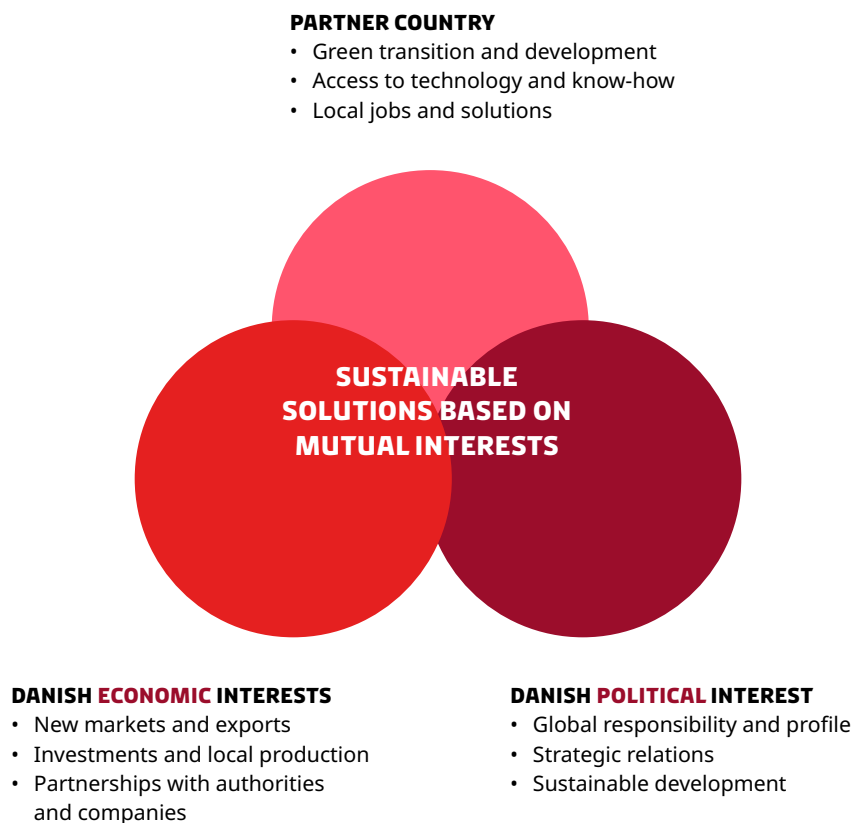 PARTNER COUNTRY
• Green transition and development
• Access to technology and know-how
• Local jobs and solutions
SUSTAINABLE
SOLUTIONS BASED ON
MUTUAL INTERESTS
DANISH ECONOMIC INTERESTS
• New markets and exports
• Investments and local production
• Partnerships with authorities
and companies
DANISH POLITICAL INTEREST
• Global responsibility and profile
• Strategic relations
• Sustainable development